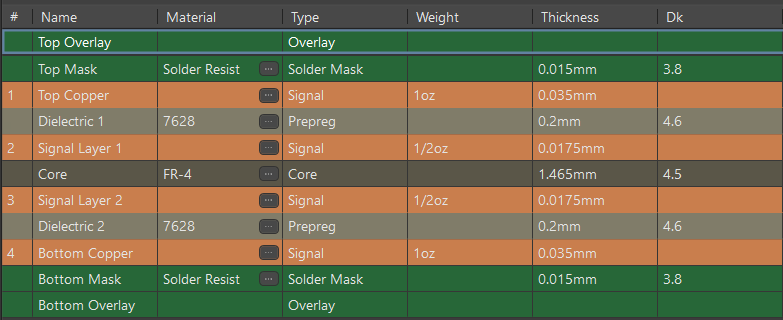 # Name Material Type Weight Thickness Dk
Top Overlay Overlay
Top Mask Solder Resist ... Solder Mask 0.015mm 3.8
1 Top Copper ... Signal 1oz 0.035mm
Dielectric 1 7628 ... Prepreg 0.2mm 4.6
2 Signal Layer 1 ... Signal 1/2oz 0.0175mm
Core FR-4 ... Core 1.465mm 4.5
3 Signal Layer 2 ... Signal 1/2oz 0.0175mm
Dielectric 2 7628 ... Prepreg 0.2mm 4.6
4 Bottom Copper ... Signal 1oz 0.035mm
Bottom Mask Solder Resist ... Solder Mask 0.015mm 3.8
Bottom Overlay Overlay